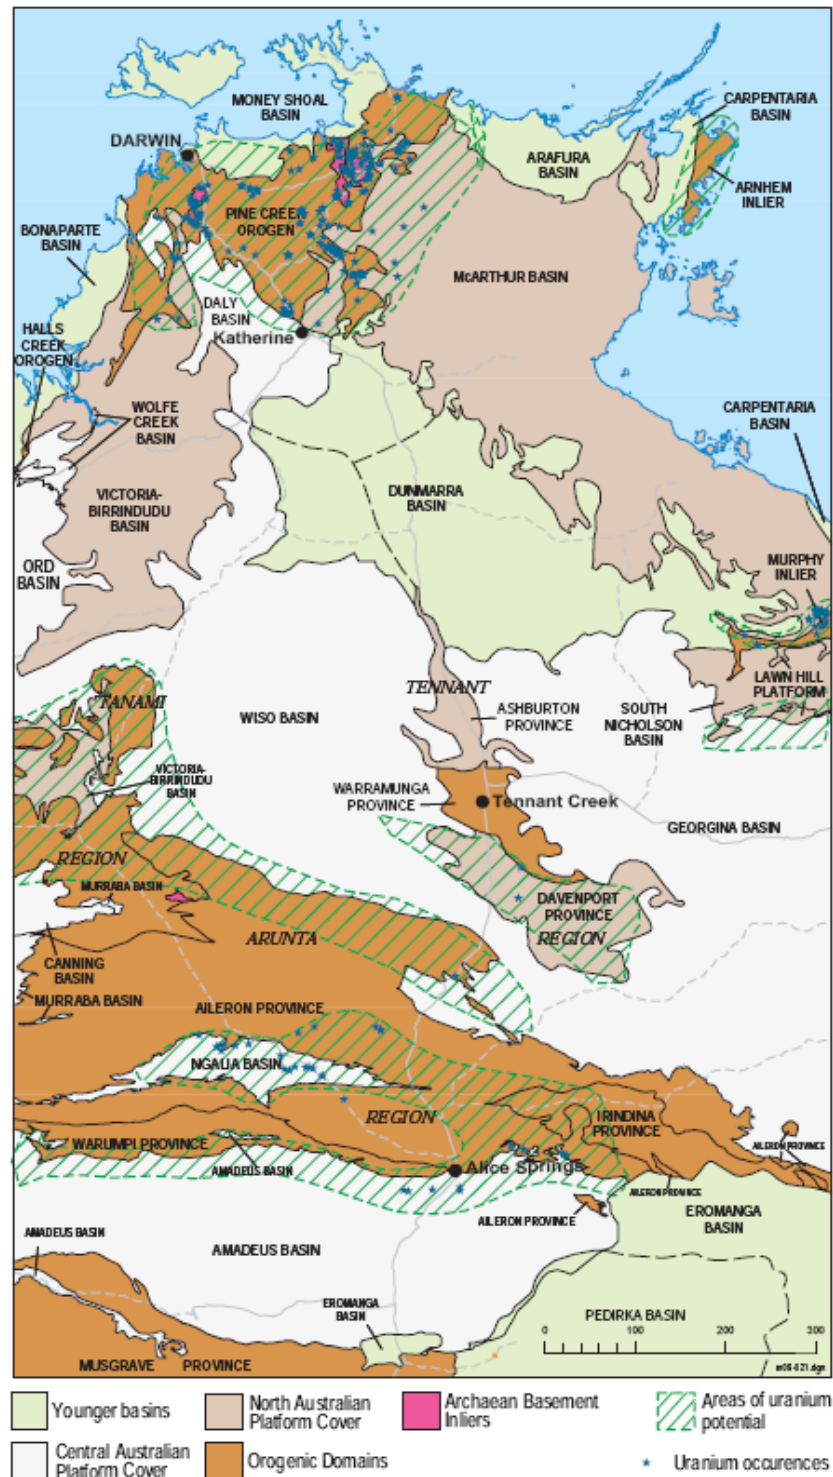 MONEY SHOAL
BASIN
CARPENTARIA
BASIN
DARWIN
ARAFURA
BASIN
ARNHEM
INLIER
PINE CREEK
OROGEN
BONAPARTE
BASIN
McARTHUR BASIN
DALY
BASIN
Katherine
HALLS
CREEK
OROGEN
WOLFE
CREEK
BASIN
CARPENTARIA
BASIN
VICTORIA-
BIRRINDUDU
BASIN
DUNMARRA
BASIN
ORD
BASIN
MURPHY
INLIER
TANAMI
TENNANT
LAWN HILL
PLATFORM
WISO BASIN
ASHBURTON
PROVINCE
SOUTH
NICHOLSON
BASIN
VICTORIA-
BIRRINDUDU
BASIN
WARRAMUNGA
PROVINCE
Tennant Creek
GEORGINA BASIN
REGION
MURRABA BASIN
DAVENPORT
PROVINCE
REGION
ARUNTA
CANNING
BASIN
MURRABA BASIN
AILERON PROVINCE
NGALIA BASIN
REGION
IRINDINA
PROVINCE
WARUMPI PROVINCE
AILERON PROVINCE
AMADEUS BASIN
Alice Springs
AILERON PROVINCE
AILERON PROVINCE
EROMANGA
BASIN
AMADEUS BASIN
AMADEUS BASIN
EROMANGA
BASIN
PEDIRKA BASIN
0 100 200 300
MUSGRAVE PROVINCE
m06-021.dgn
Younger basins
North Australian
Platform Cover
Archaean Basement
Inliers
Areas of uranium
potential
Central Australian
Platform Cover
Orogenic Domains
Uranium occurences